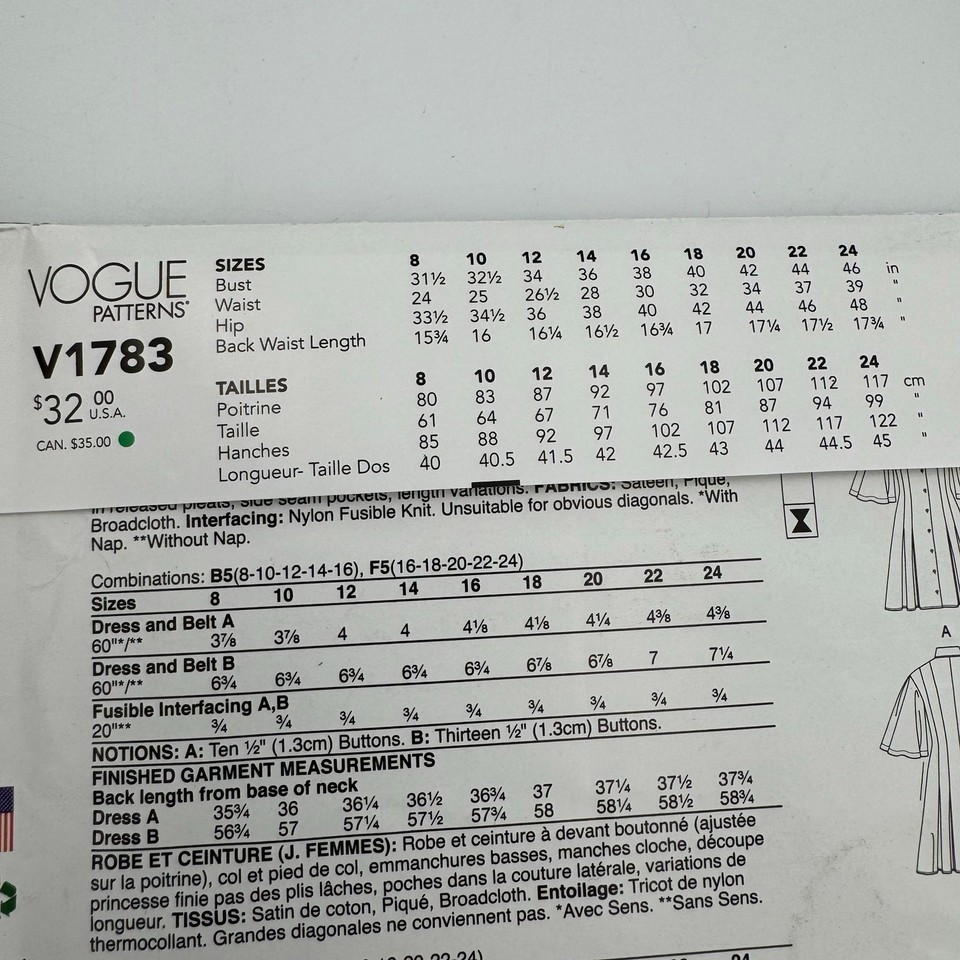 VOGUE
PATTERNS®
V1783
$32.00 U.S.A.
CAN. $35.00
SIZES 8 10 12 14 16 18 20 22 24
Bust 31½ 32½ 34 36 38 40 42 44 46 in
Waist 24 25 26½ 28 30 32 34 37 39 "
Hip 33½ 34½ 36 38 40 42 44 46 48 "
Back Waist Length 15¾ 16 16¼ 16½ 16¾ 17 17¼ 17½ 17¾ "
TAILLES 8 10 12 14 16 18 20 22 24
Poitrine 80 83 87 92 97 102 107 112 117 cm
Taille 61 64 67 71 76 81 87 94 99 "
Hanches 85 88 92 97 102 107 112 117 122 "
Longueur- Taille Dos 40 40.5 41.5 42 42.5 43 44 44.5 45 "
in released pleats, side seam pockets, length variations. FABRICS: Sateen, Pique,
Broadcloth. Interfacing: Nylon Fusible Knit. Unsuitable for obvious diagonals. *With
Nap. **Without Nap.
Combinations: B5(8-10-12-14-16), F5(16-18-20-22-24)
Sizes 8 10 12 14 16 18 20 22 24
Dress and Belt A
60"*/** 3⅞ 3⅞ 4 4 4⅛ 4⅛ 4¼ 4⅜ 4⅜
Dress and Belt B
60"*/** 6¾ 6¾ 6¾ 6¾ 6¾ 6⅞ 6⅞ 7 7¼
Fusible Interfacing A,B
20"** ¾ ¾ ¾ ¾ ¾ ¾ ¾ ¾ ¾
NOTIONS: A: Ten ½" (1.3cm) Buttons. B: Thirteen ½" (1.3cm) Buttons.
FINISHED GARMENT MEASUREMENTS
Back length from base of neck
Dress A 35¾ 36 36¼ 36½ 36¾ 37 37¼ 37½ 37¾
Dress B 56¾ 57 57¼ 57½ 57¾ 58 58¼ 58½ 58¾
ROBE ET CEINTURE (J. FEMMES): Robe et ceinture à devant boutonné (ajustée
sur la poitrine), col et pied de col, emmanchures basses, manches cloche, découpe
princesse finie pas des plis lâches, poches dans la couture latérale, variations de
longueur. TISSUS: Satin de coton, Piqué, Broadcloth. Entoilage: Tricot de nylon
thermocollant. Grandes diagonales ne conviennent pas. *Avec Sens. **Sans Sens.
A